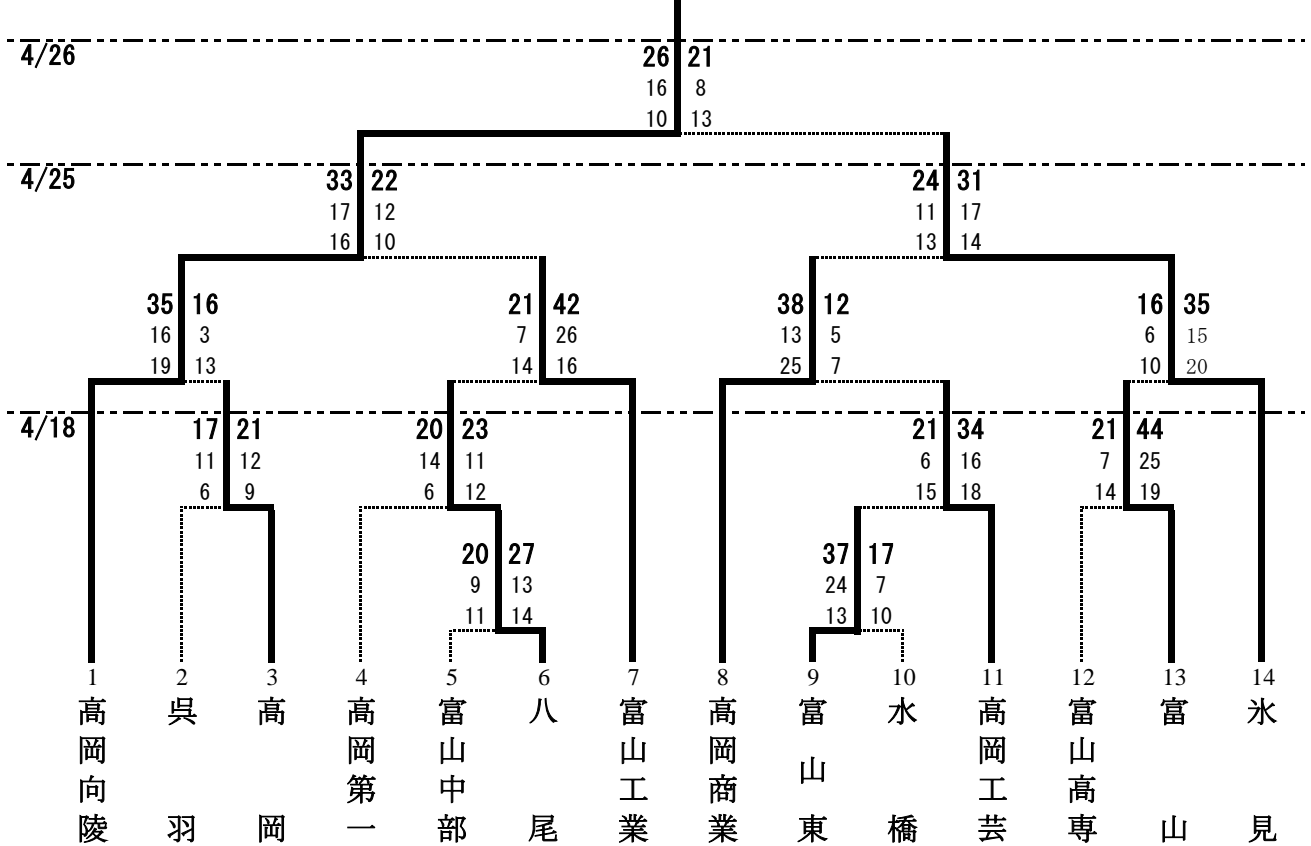 4/26
26 21
16 8
10 13
4/25
33 22 24 31
17 12 11 17
16 10 13 14
35 16 21 42 38 12 16 35
16 3 7 26 13 5 6 15
19 13 14 16 25 7 10 20
4/18
17 21 20 23 21 34 21 44
11 12 14 11 6 16 7 25
6 9 6 12 15 18 14 19
20 27 37 17
9 13 24 7
11 14 13 10
1 2 3 4 5 6 7 8 9 10 11 12 13 14
高岡向陵
呉羽
高岡
高岡第一
富山中部
八尾
富山工業
高岡商業
富山東
水橋
高岡工芸
富山高専
富山
氷見